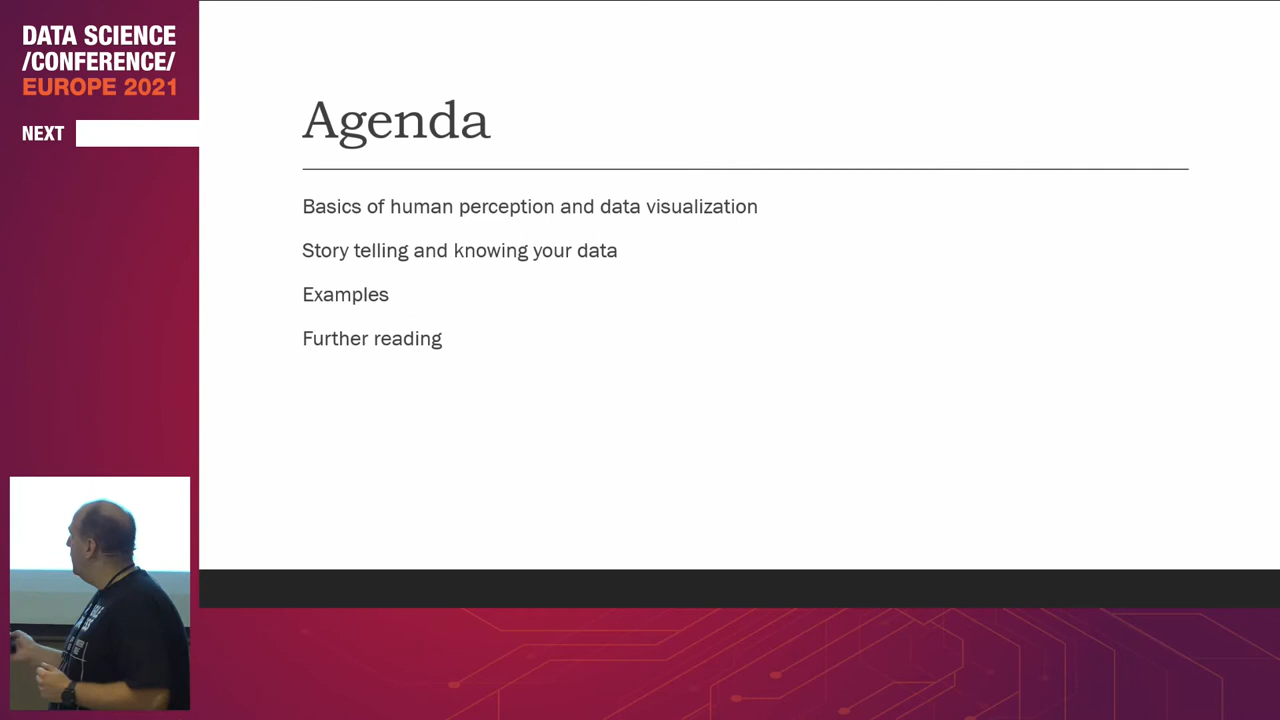 DATA SCIENCE
/CONFERENCE/
EUROPE 2021
NEXT
Agenda
Basics of human perception and data visualization
Story telling and knowing your data
Examples
Further reading